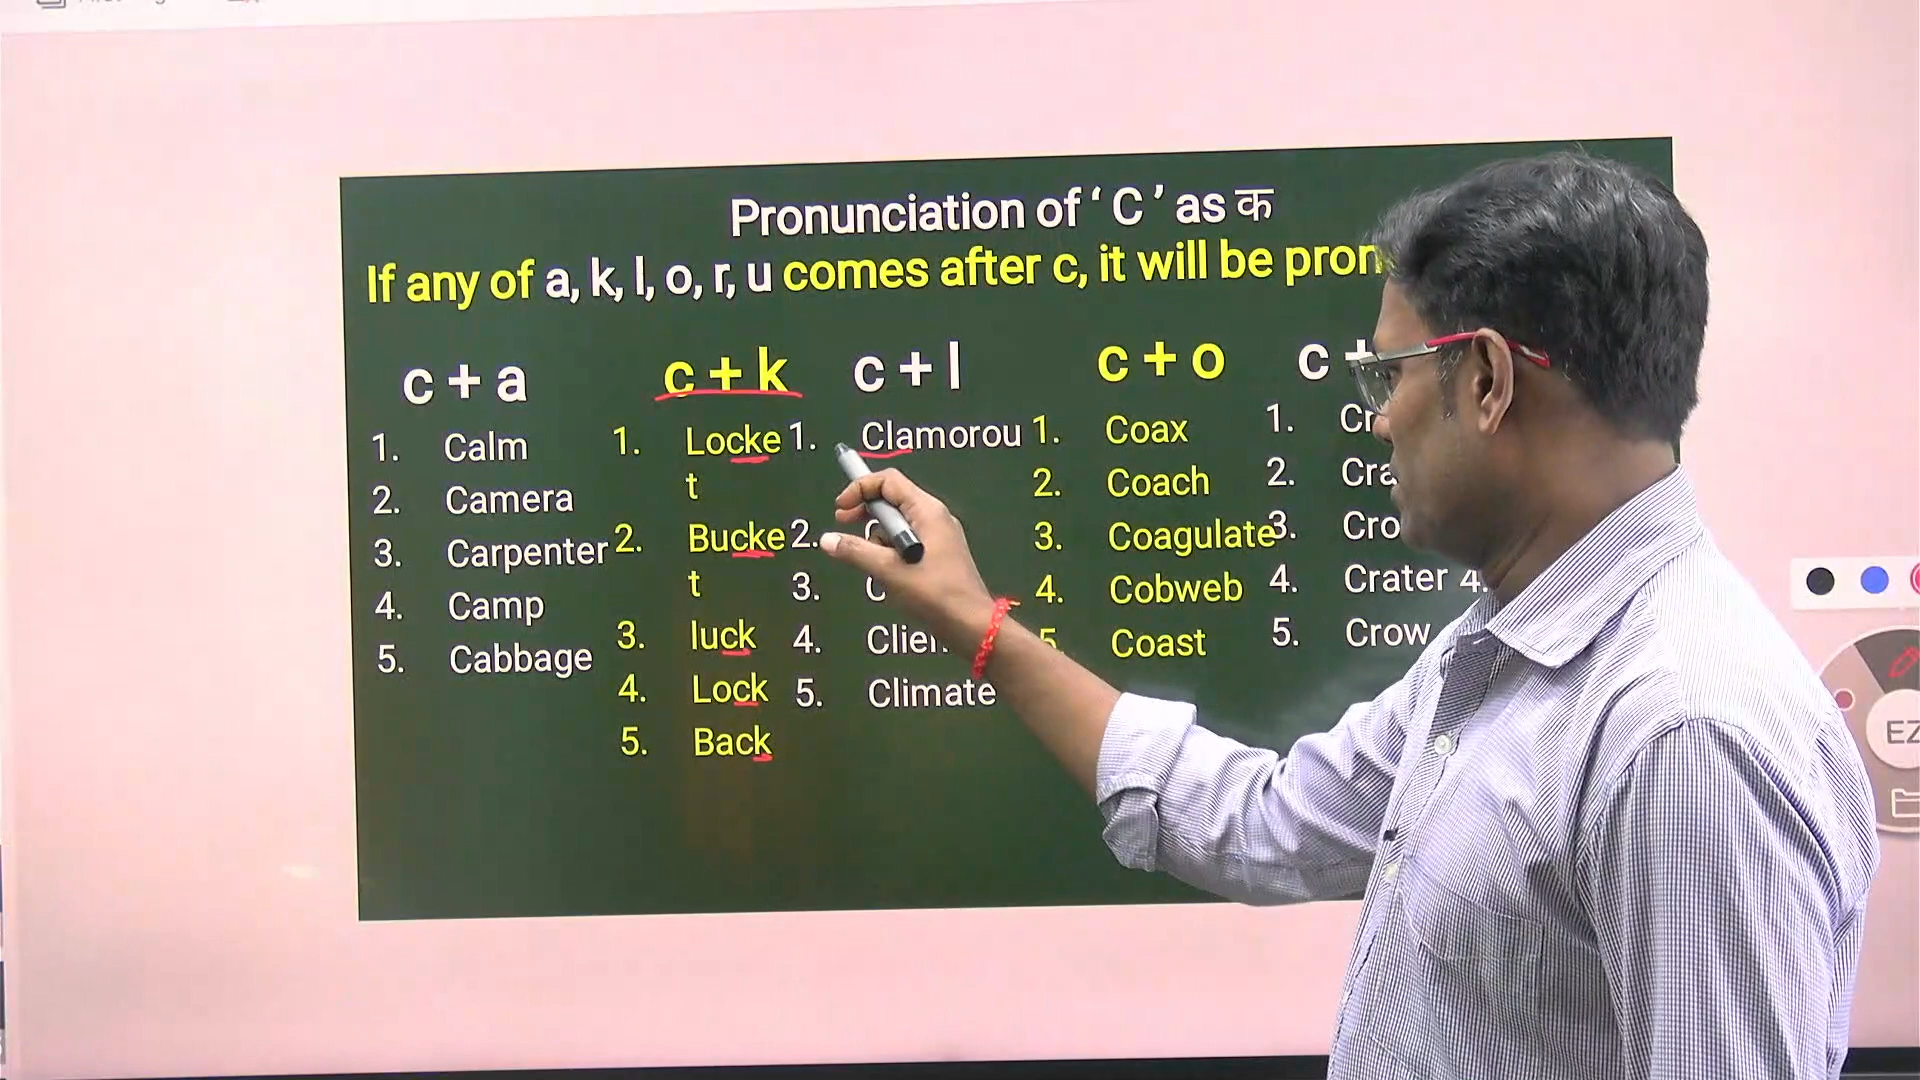 Pronunciation of ‘ C ’ as क
If any of a, k, l, o, r, u comes after c, it will be
c + a
1. Calm
2. Camera
3. Carpenter
4. Camp
5. Cabbage
c + k
1. Locke
t
2. Bucke
t
3. luck
4. Lock
5. Back
c + l
1. Clamorou
2.
3.
4.
5. Climate
c + o
1. Coax
2. Coach
3. Coagulate
4. Cobweb
5. Coast
c +
1.
2.
3.
4. Crater
5. Crow
4.
EZ